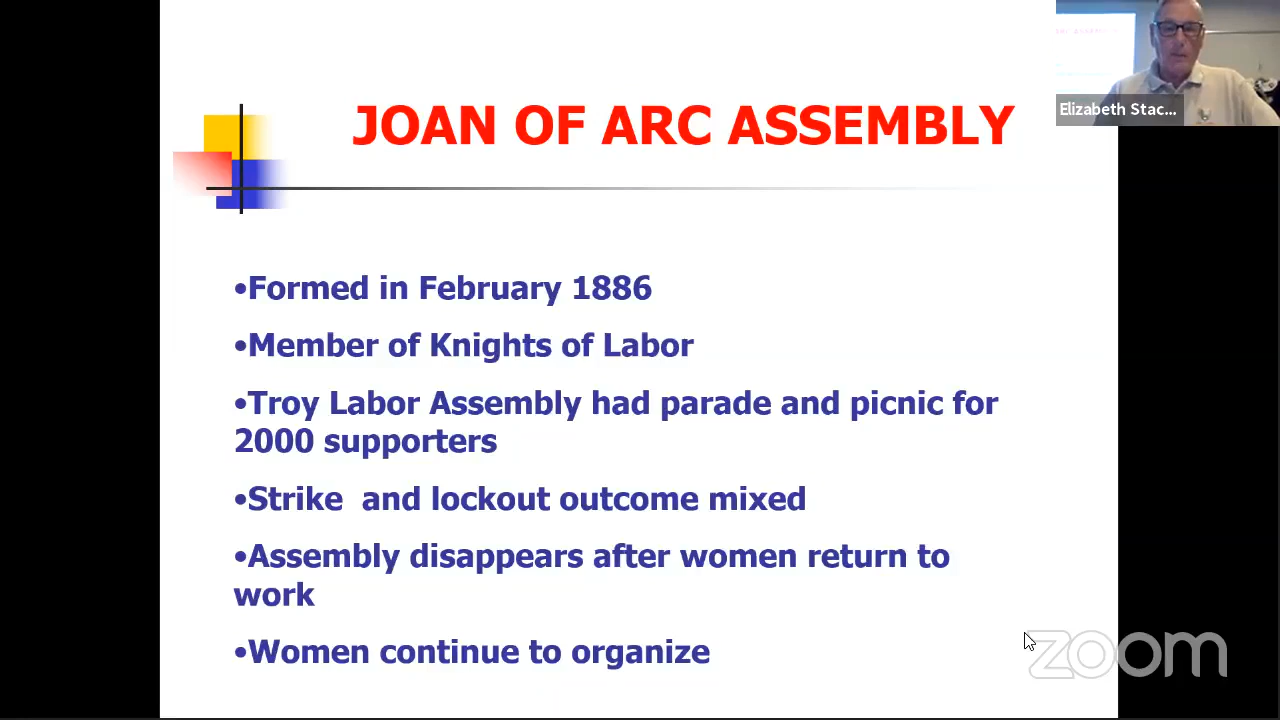 JOAN OF ARC ASSEMBLY
Elizabeth Stac...
•Formed in February 1886
•Member of Knights of Labor
•Troy Labor Assembly had parade and picnic for
2000 supporters
•Strike  and lockout outcome mixed
•Assembly disappears after women return to
work
•Women continue to organize
zoom